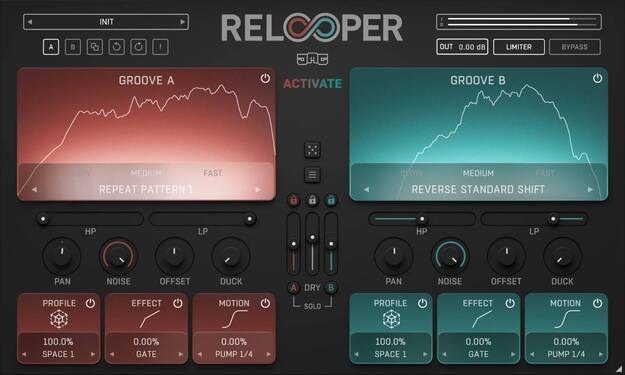 INIT
RELOOPER
A B !
OUT 0.00 dB LIMITER BYPASS
GROOVE A
ACTIVATE
GROOVE B
MEDIUM FAST
REPEAT PATTERN 1
SLOW MEDIUM FAST
REVERSE STANDARD SHIFT
HP LP
HP LP
PAN NOISE OFFSET DUCK
PAN NOISE OFFSET DUCK
A DRY B
SOLO
PROFILE EFFECT MOTION
100.0% 0.00% 0.00%
SPACE 1 GATE PUMP 1/4
PROFILE EFFECT MOTION
100.0% 0.00% 0.00%
SPACE 1 GATE PUMP 1/4